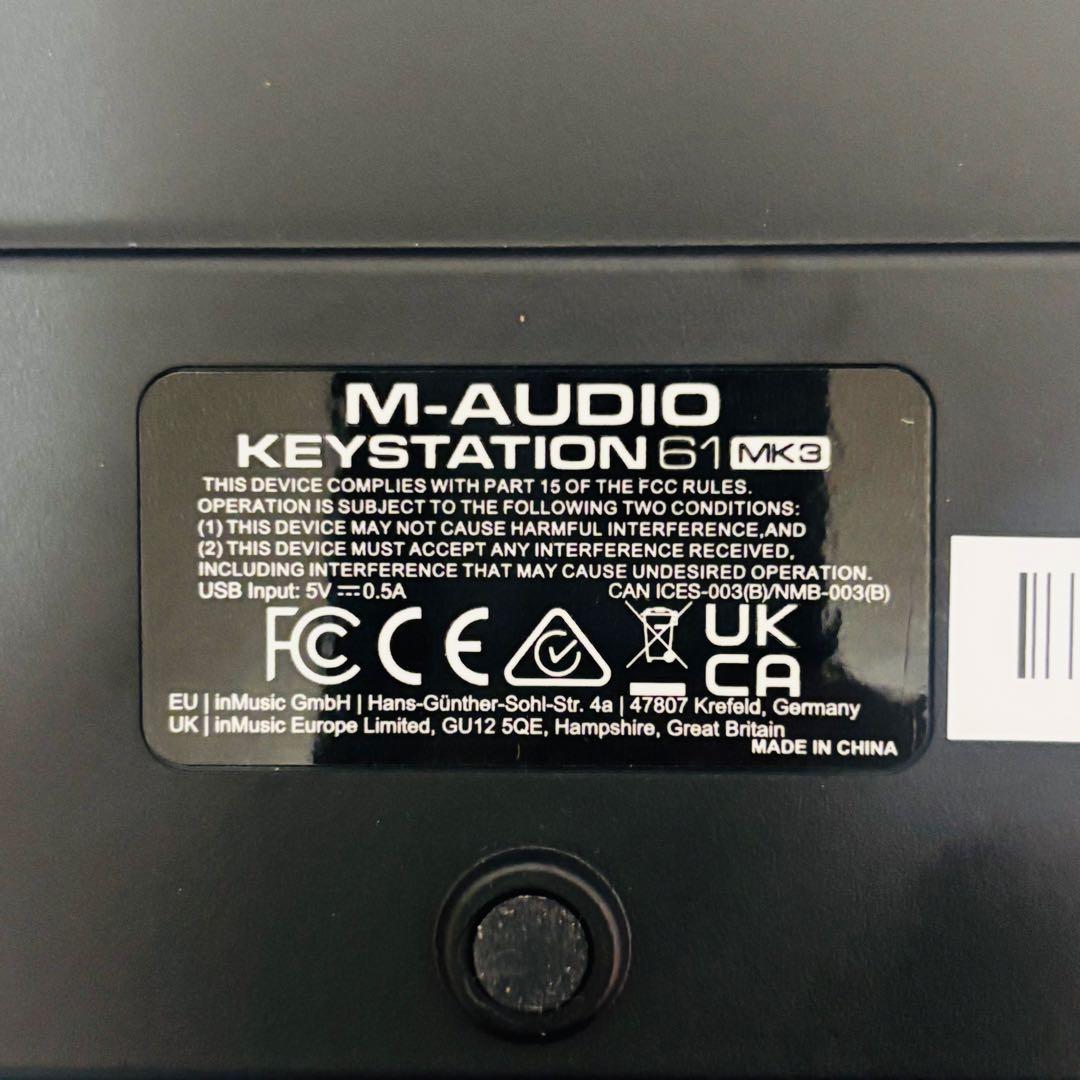 M-AUDIO
KEYSTATION 61 MK3
THIS DEVICE COMPLIES WITH PART 15 OF THE FCC RULES.
OPERATION IS SUBJECT TO THE FOLLOWING TWO CONDITIONS:
(1) THIS DEVICE MAY NOT CAUSE HARMFUL INTERFERENCE,AND
(2) THIS DEVICE MUST ACCEPT ANY INTERFERENCE RECEIVED,
INCLUDING INTERFERENCE THAT MAY CAUSE UNDESIRED OPERATION.
USB Input: 5V ⎓ 0.5A CAN ICES-003(B)/NMB-003(B)
FC CE UK
CA
EU | inMusic GmbH | Hans-Günther-Sohl-Str. 4a | 47807 Krefeld, Germany
UK | inMusic Europe Limited, GU12 5QE, Hampshire, Great Britain
MADE IN CHINA